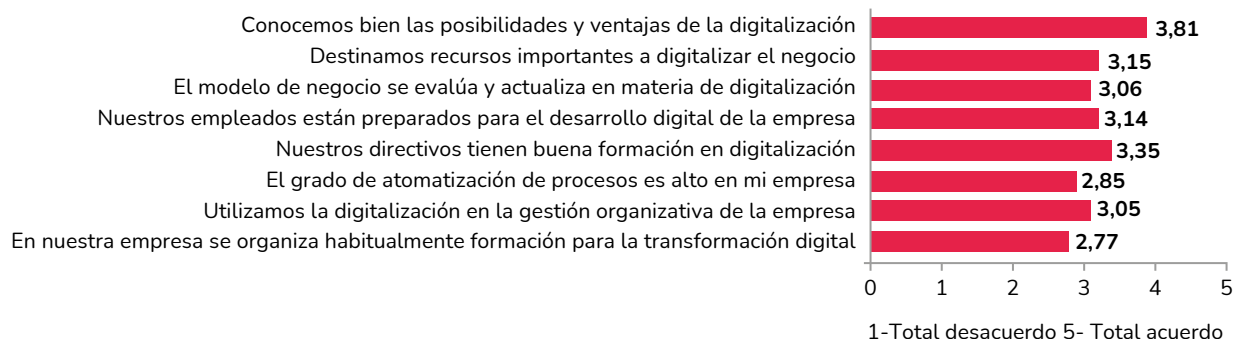 Conocemos bien las posibilidades y ventajas de la digitalización 3,81
Destinamos recursos importantes a digitalizar el negocio 3,15
El modelo de negocio se evalúa y actualiza en materia de digitalización 3,06
Nuestros empleados están preparados para el desarrollo digital de la empresa 3,14
Nuestros directivos tienen buena formación en digitalización 3,35
El grado de atomatización de procesos es alto en mi empresa 2,85
Utilizamos la digitalización en la gestión organizativa de la empresa 3,05
En nuestra empresa se organiza habitualmente formación para la transformación digital 2,77
0 1 2 3 4 5
1-Total desacuerdo 5- Total acuerdo